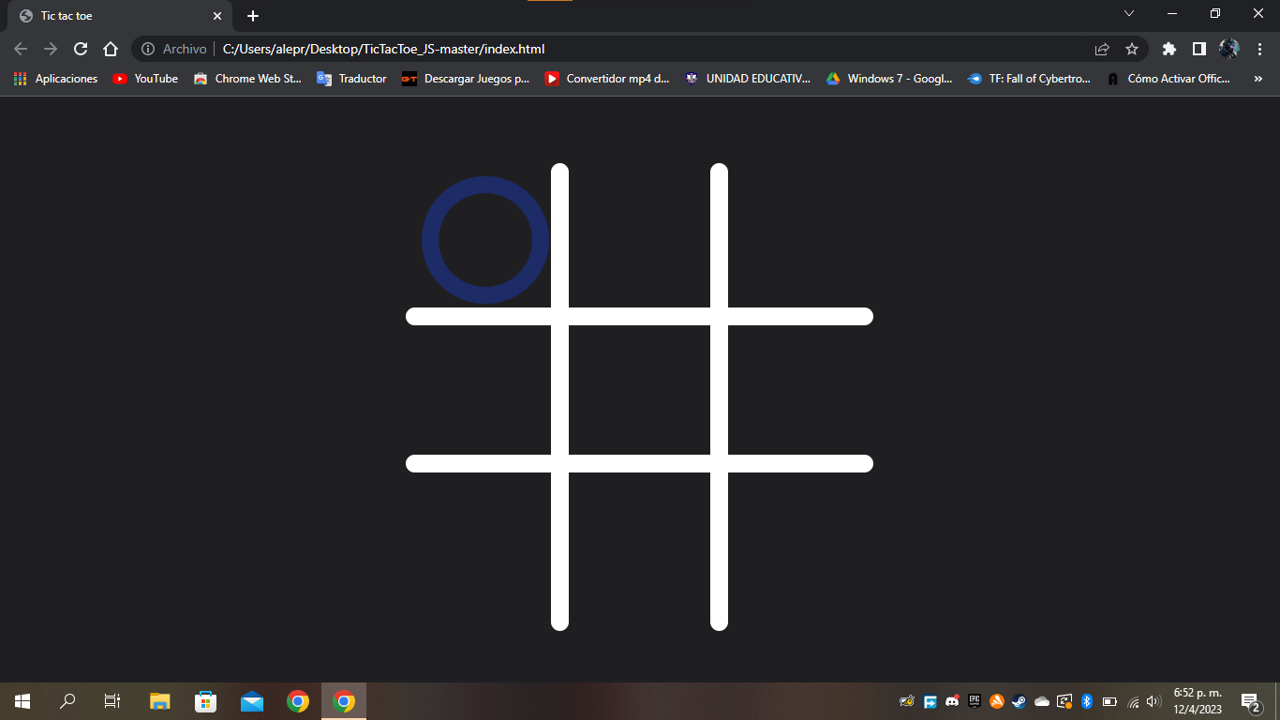 Tic tac toe
Archivo C:/Users/alepr/Desktop/TicTacToe_JS-master/index.html
Aplicaciones YouTube Chrome Web St... Traductor Descargar Juegos p... Convertidor mp4 d... UNIDAD EDUCATIV... Windows 7 - Googl... TF: Fall of Cybertro... Cómo Activar Offic... »
6:52 p. m.
12/4/2023
2